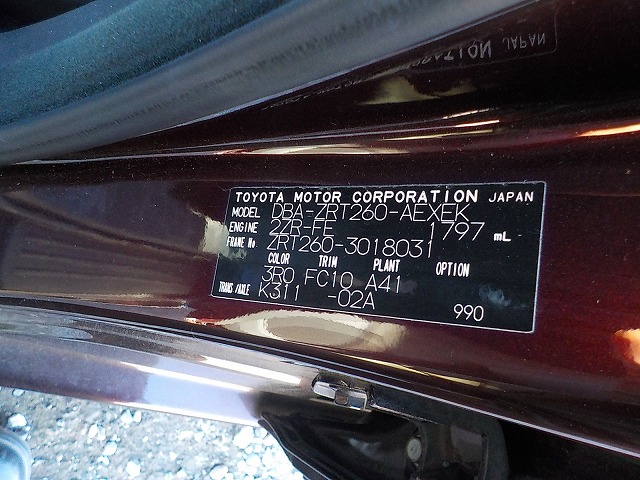 TOYOTA MOTOR CORPORATION JAPAN
MODEL DBA-ZRT260-AEXEK
ENGINE 2ZR-FE 1797 mL
FRAME No. ZRT260-3018031
COLOR TRIM PLANT OPTION
3R0 FC10 A41
TRANS/AXLE K311 -02A
990